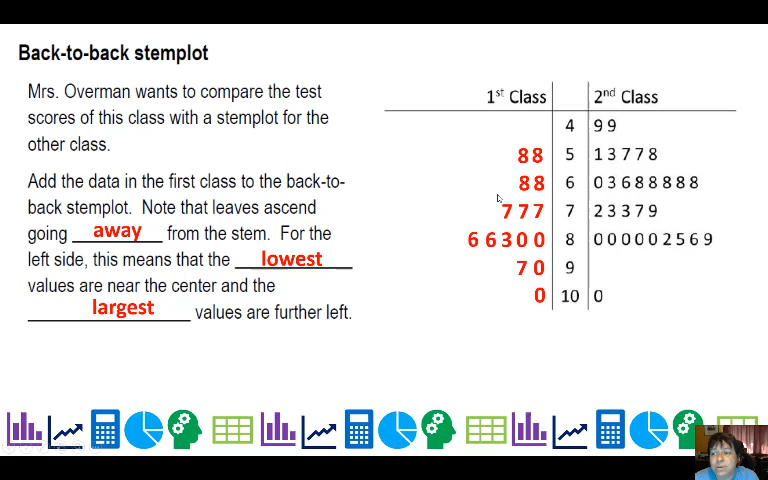 Back-to-back stemplot
Mrs. Overman wants to compare the test
scores of this class with a stemplot for the
other class.
Add the data in the first class to the back-to-
back stemplot. Note that leaves ascend
going away from the stem. For the
left side, this means that the lowest
values are near the center and the
largest values are further left.
1st Class 2nd Class
4 9 9
8 8 5 1 3 7 7 8
8 8 6 0 3 6 8 8 8 8 8
7 7 7 7 2 3 3 7 9
6 6 3 0 0 8 0 0 0 0 0 2 5 6 9
7 0 9
0 10 0